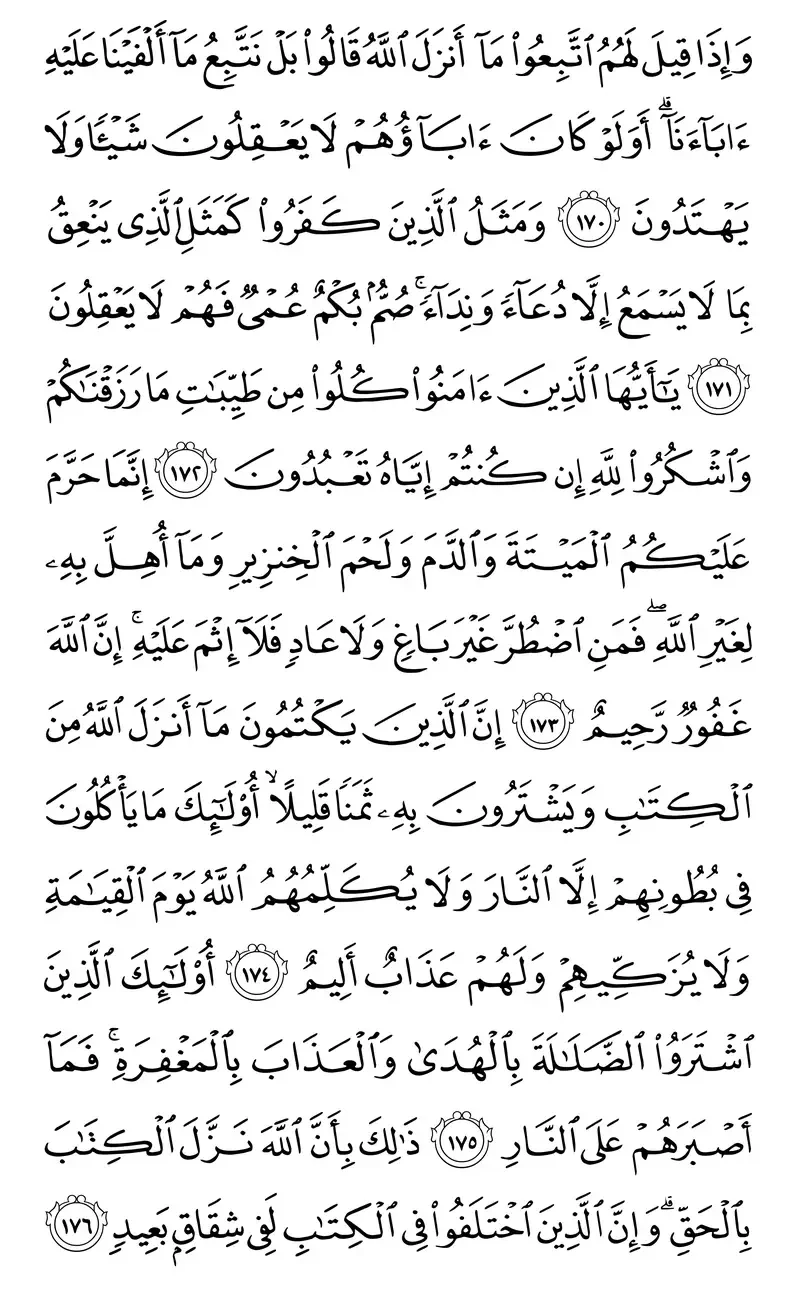 وَإِذَا قِيلَ لَهُمُ ٱتَّبِعُوا۟ مَآ أَنزَلَ ٱللَّهُ قَالُوا۟ بَلْ نَتَّبِعُ مَآ أَلْفَيْنَا عَلَيْهِ
ءَابَآءَنَآ ۗ أَوَلَوْ كَانَ ءَابَآؤُهُمْ لَا يَعْقِلُونَ شَيْـًٔا وَلَا
يَهْتَدُونَ ١٧٠ وَمَثَلُ ٱلَّذِينَ كَفَرُوا۟ كَمَثَلِ ٱلَّذِى يَنْعِقُ
بِمَا لَا يَسْمَعُ إِلَّا دُعَآءً وَنِدَآءً ۚ صُمٌّۢ بُكْمٌ عُمْىٌ فَهُمْ لَا يَعْقِلُونَ
١٧١ يَـٰٓأَيُّهَا ٱلَّذِينَ ءَامَنُوا۟ كُلُوا۟ مِن طَيِّبَـٰتِ مَا رَزَقْنَـٰكُمْ
وَٱشْكُرُوا۟ لِلَّهِ إِن كُنتُمْ إِيَّاهُ تَعْبُدُونَ ١٧٢ إِنَّمَا حَرَّمَ
عَلَيْكُمُ ٱلْمَيْتَةَ وَٱلدَّمَ وَلَحْمَ ٱلْخِنزِيرِ وَمَآ أُهِلَّ بِهِۦ
لِغَيْرِ ٱللَّهِ ۖ فَمَنِ ٱضْطُرَّ غَيْرَ بَاغٍ وَلَا عَادٍ فَلَآ إِثْمَ عَلَيْهِ ۚ إِنَّ ٱللَّهَ
غَفُورٌ رَّحِيمٌ ١٧٣ إِنَّ ٱلَّذِينَ يَكْتُمُونَ مَآ أَنزَلَ ٱللَّهُ مِنَ
ٱلْكِتَـٰبِ وَيَشْتَرُونَ بِهِۦ ثَمَنًا قَلِيلًا ۙ أُو۟لَـٰٓئِكَ مَا يَأْكُلُونَ
فِى بُطُونِهِمْ إِلَّا ٱلنَّارَ وَلَا يُكَلِّمُهُمُ ٱللَّهُ يَوْمَ ٱلْقِيَـٰمَةِ
وَلَا يُزَكِّيهِمْ وَلَهُمْ عَذَابٌ أَلِيمٌ ١٧٤ أُو۟لَـٰٓئِكَ ٱلَّذِينَ
ٱشْتَرَوُا۟ ٱلضَّلَـٰلَةَ بِٱلْهُدَىٰ وَٱلْعَذَابَ بِٱلْمَغْفِرَةِ ۚ فَمَآ
أَصْبَرَهُمْ عَلَى ٱلنَّارِ ١٧٥ ذَٰلِكَ بِأَنَّ ٱللَّهَ نَزَّلَ ٱلْكِتَـٰبَ
بِٱلْحَقِّ ۗ وَإِنَّ ٱلَّذِينَ ٱخْتَلَفُوا۟ فِى ٱلْكِتَـٰبِ لَفِى شِقَاقٍۭ بَعِيدٍ ١٧٦